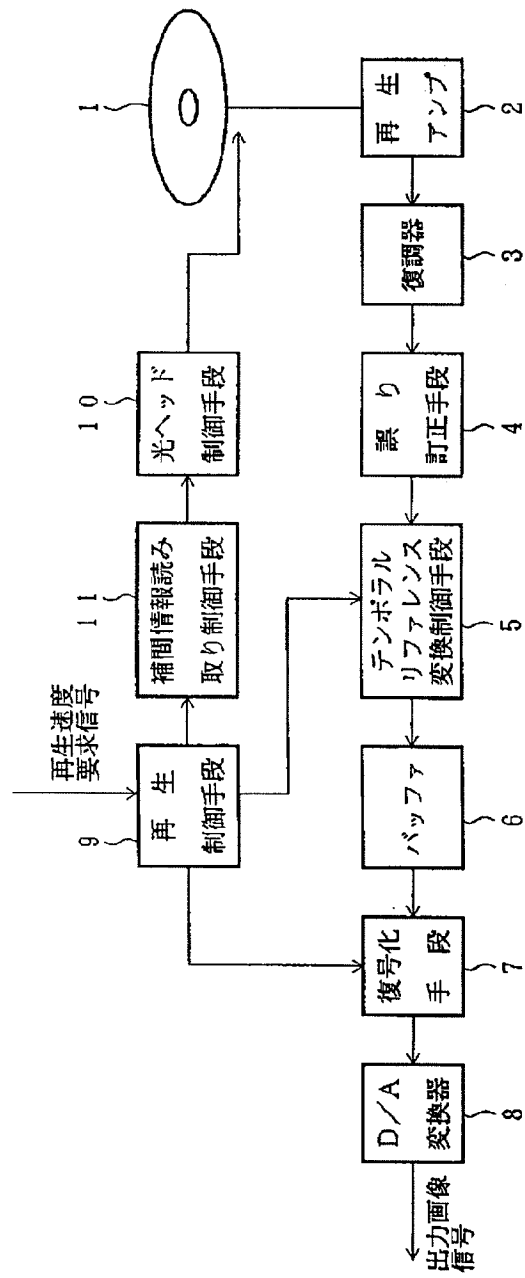 1
再生
アンプ
2
復調器
3
誤り
訂正手段
4
テンポラル
リファレンス
変換制御手段
5
バッファ
6
復号化
手段
7
D/A
変換器
8
出力画像
信号
再生速度
要求信号
9
再生
制御手段
11
補間情報読み
取り制御手段
10
光ヘッド
制御手段